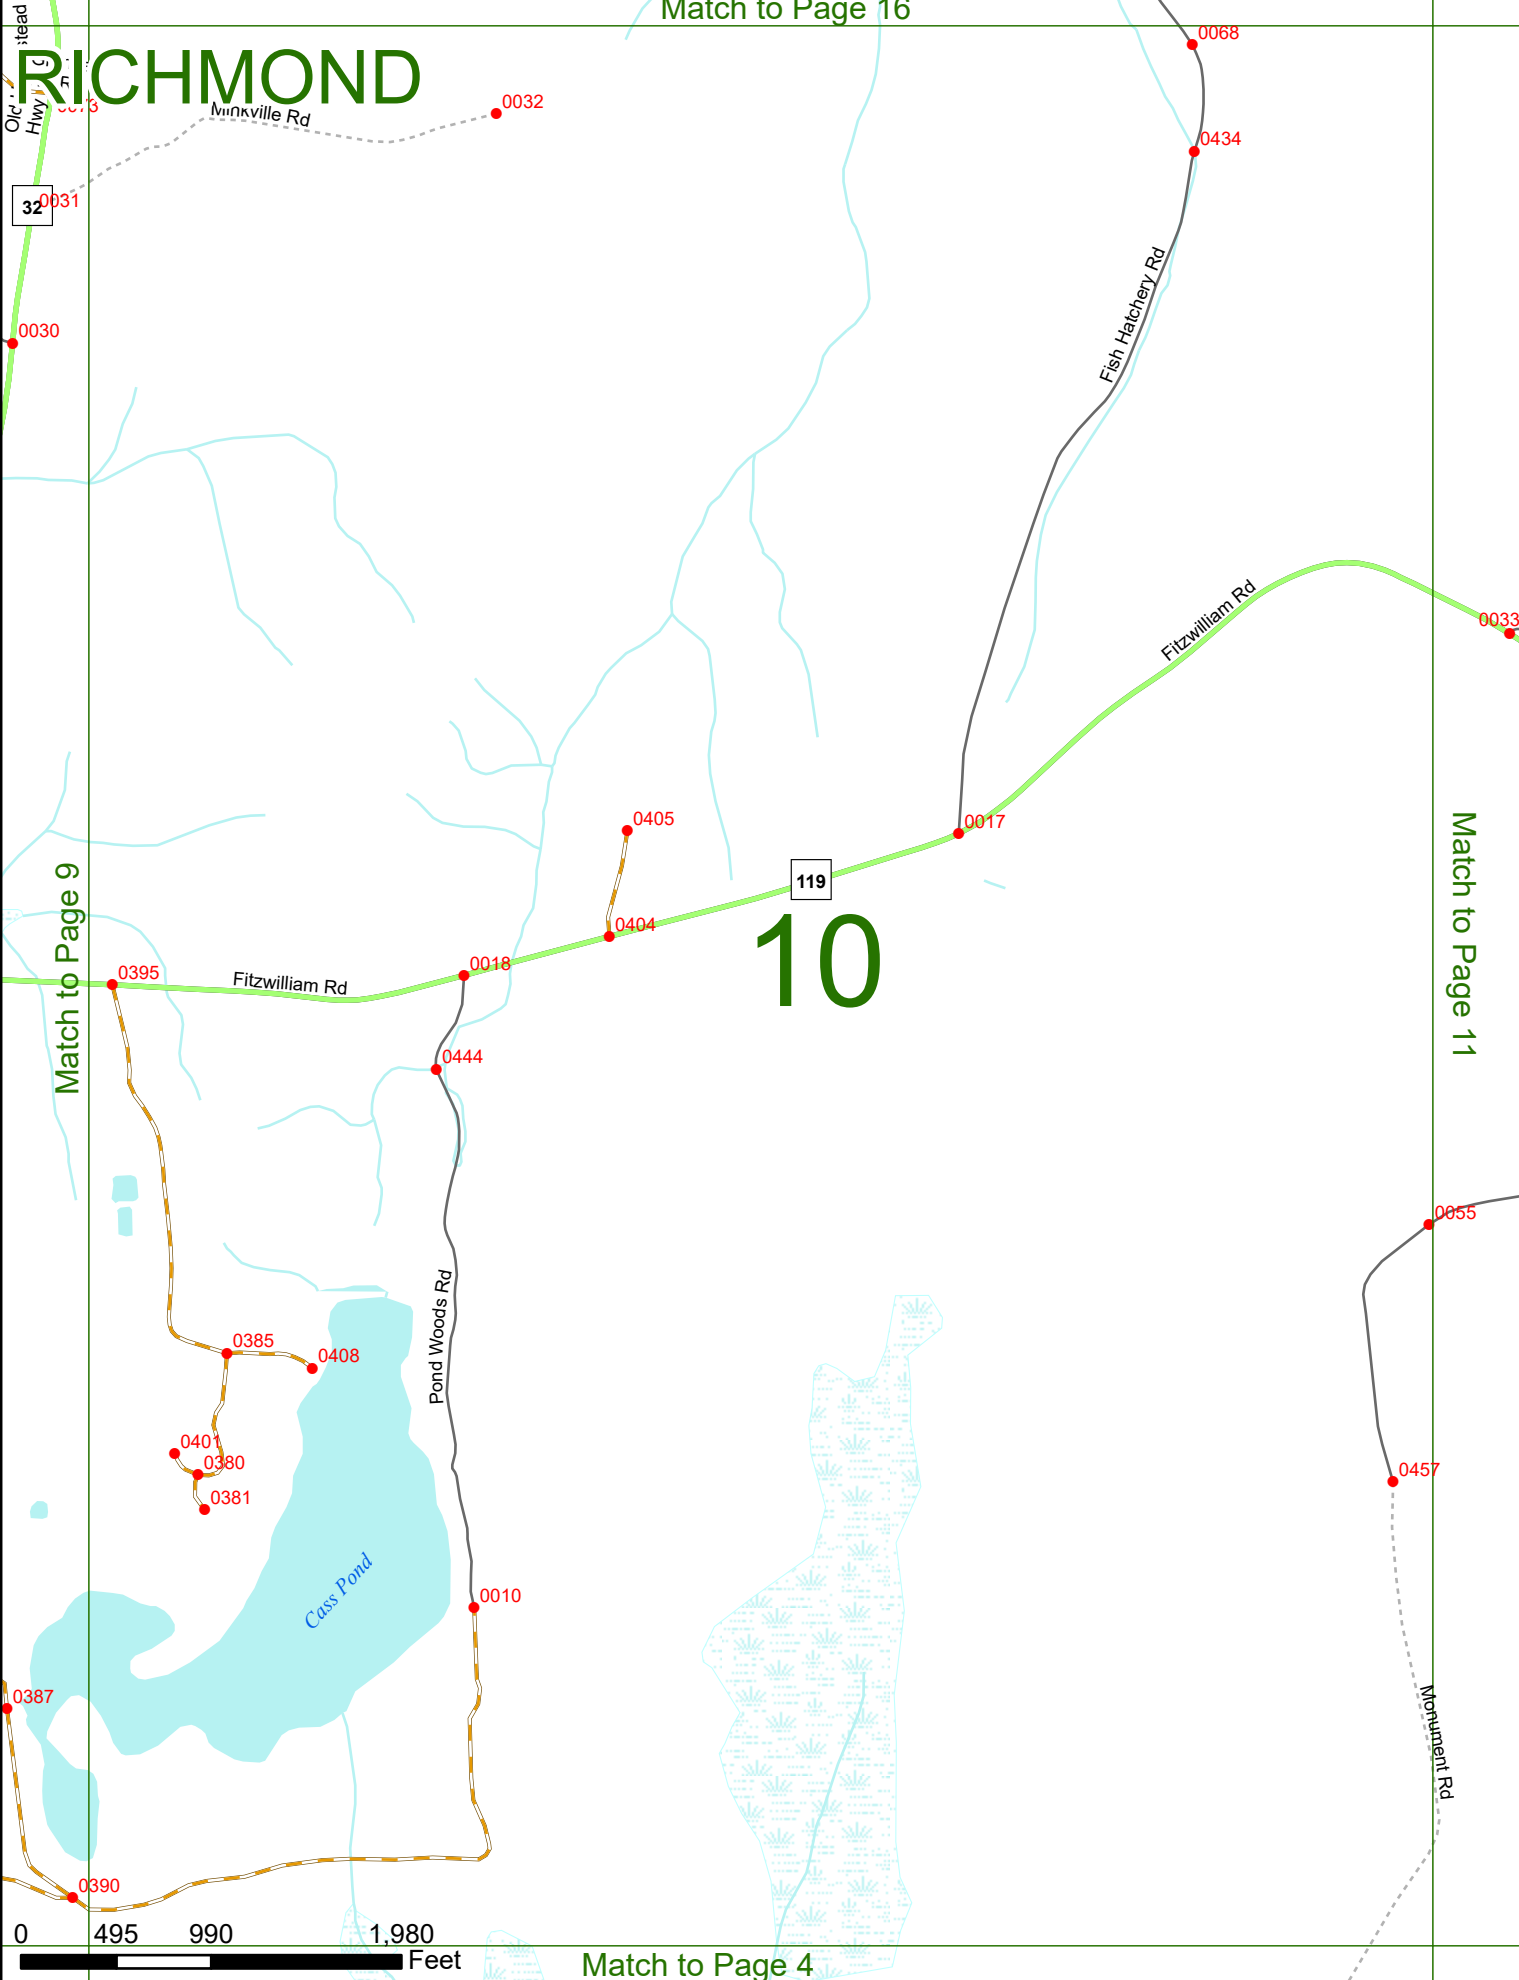 Match to Page 16
RICHMOND
stead
Old
Hwy
32
0031
0030
Minkville Rd
0032
0068
0434
Fish Hatchery Rd
Fitzwilliam Rd
0033
0017
119
10
0405
0404
0018
Fitzwilliam Rd
0395
Match to Page 9
Match to Page 11
0444
0055
Pond Woods Rd
0385
0408
0401
0380
0381
0457
Cass Pond
0010
0387
Monument Rd
0390
0 495 990 1,980
Feet
Match to Page 4